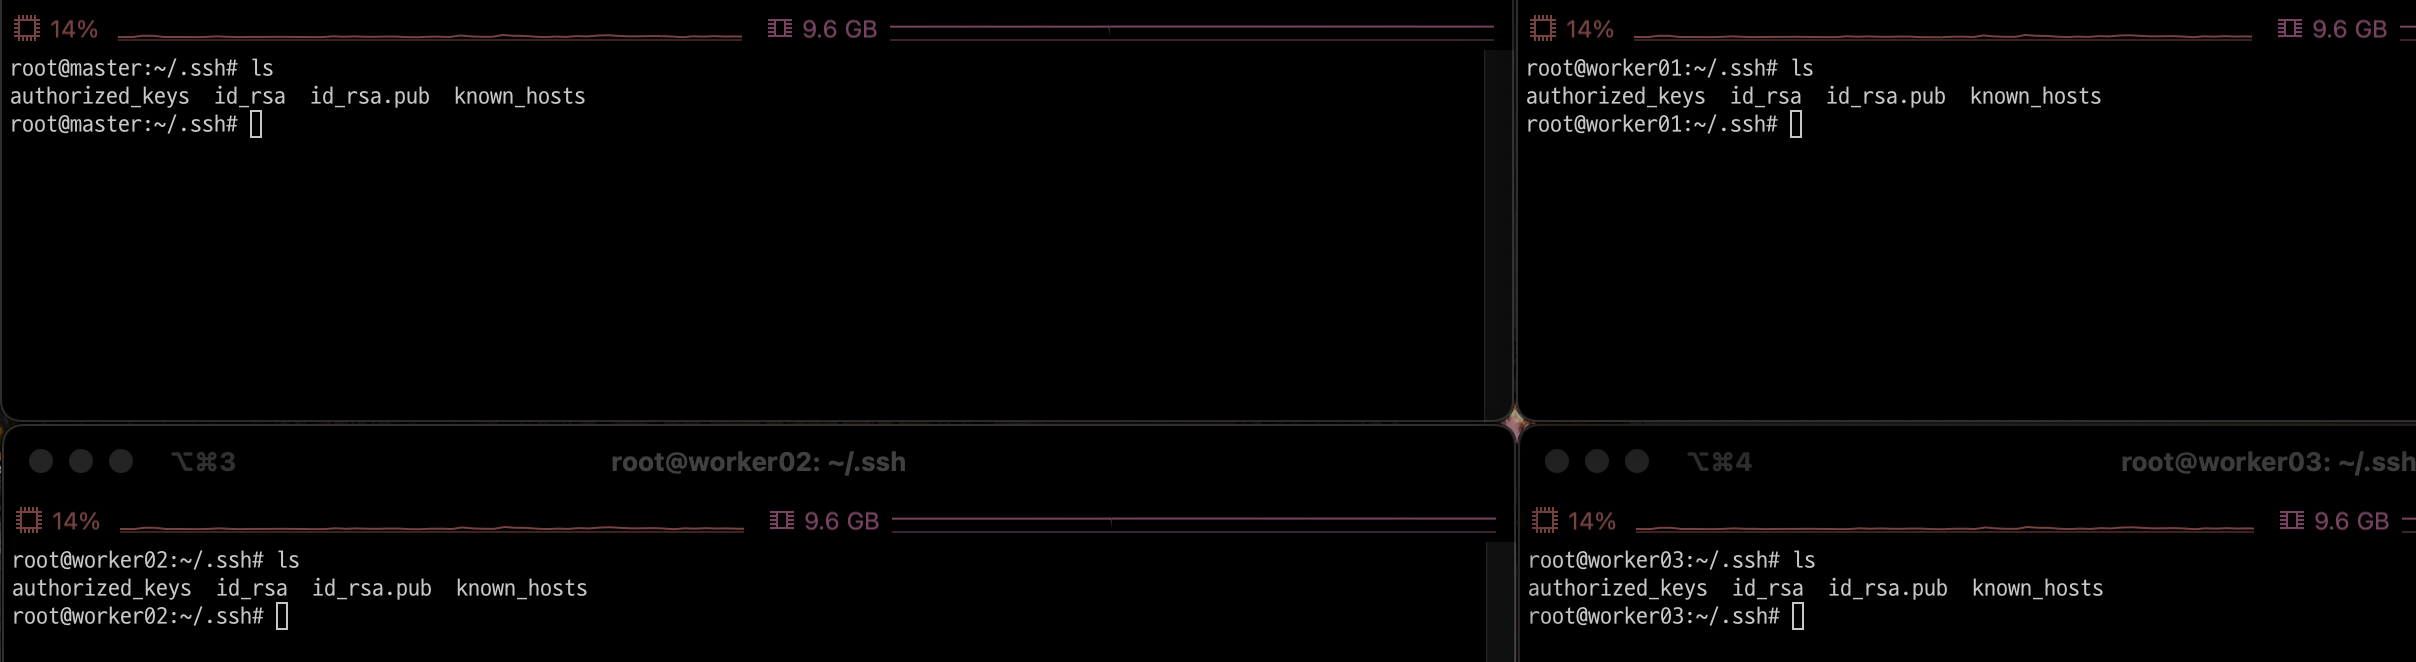 14% 9.6 GB
root@master:~/.ssh# ls
authorized_keys  id_rsa  id_rsa.pub  known_hosts
root@master:~/.ssh#
14% 9.6 GB
root@worker01:~/.ssh# ls
authorized_keys  id_rsa  id_rsa.pub  known_hosts
root@worker01:~/.ssh#
⌥⌘3 root@worker02: ~/.ssh
14% 9.6 GB
root@worker02:~/.ssh# ls
authorized_keys  id_rsa  id_rsa.pub  known_hosts
root@worker02:~/.ssh#
⌥⌘4 root@worker03: ~/.ssh
14% 9.6 GB
root@worker03:~/.ssh# ls
authorized_keys  id_rsa  id_rsa.pub  known_hosts
root@worker03:~/.ssh#